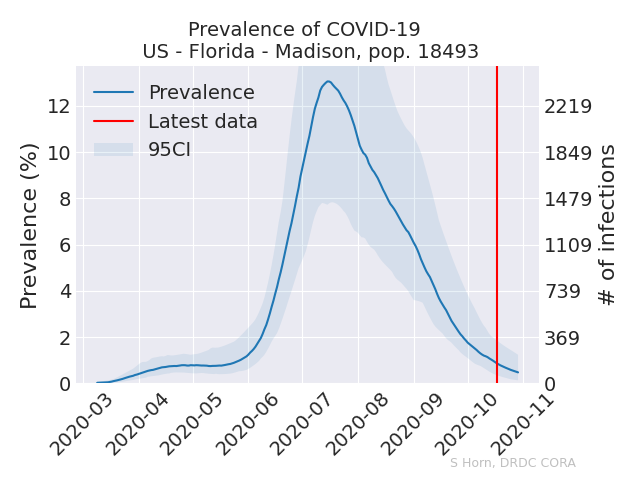 Prevalence of COVID-19
US - Florida - Madison, pop. 18493
Prevalence
Latest data
95CI
Prevalence (%)
12
10
8
6
4
2
0
2219
1849
1479
1109
739
369
0
# of infections
2020-03
2020-04
2020-05
2020-06
2020-07
2020-08
2020-09
2020-10
2020-11
S Horn, DRDC CORA